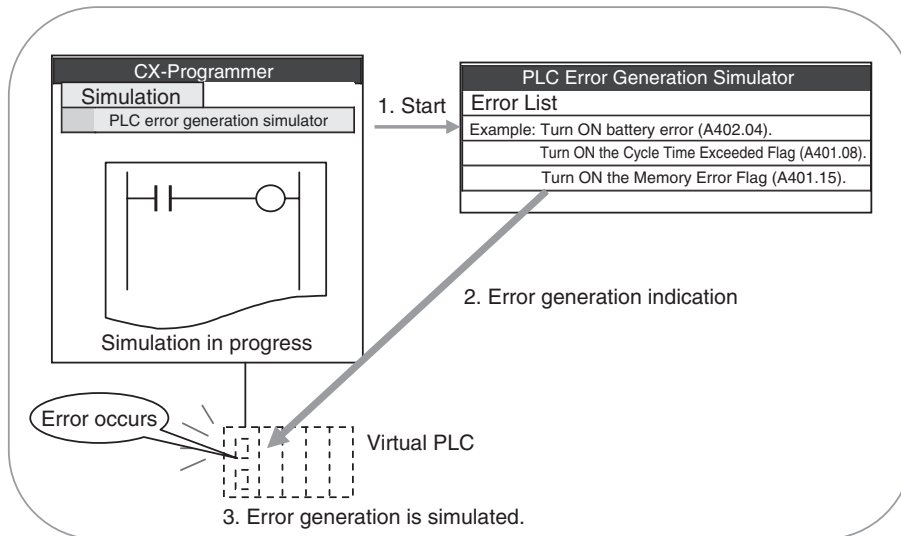 CX-Programmer
Simulation
PLC error generation simulator
Simulation in progress
1. Start
PLC Error Generation Simulator
Error List
Example: Turn ON battery error (A402.04).
Turn ON the Cycle Time Exceeded Flag (A401.08).
Turn ON the Memory Error Flag (A401.15).
2. Error generation indication
Error occurs
Virtual PLC
3. Error generation is simulated.